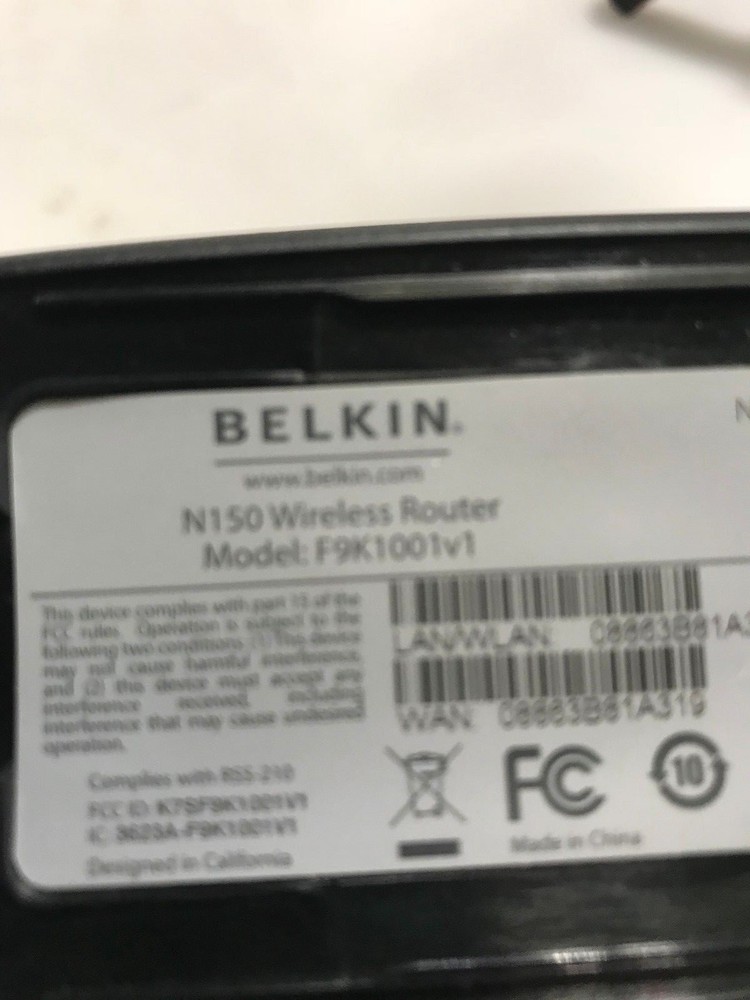 BELKIN.
www.belkin.com
N150 Wireless Router
Model: F9K1001v1
This device complies with part 15 of the
FCC rules. Operation is subject to the
following two conditions (1) This device
may not cause harmful interference,
and (2) this device must accept any
interference received, including
interference that may cause undesired
operation.
LAN/WLAN:
WAN: 08863B61A319
Complies with RSS-210
FCC ID: K7SF9K1001V1
IC: 3623A-F9K1001V1
Designed in California
FC
10
Made in China